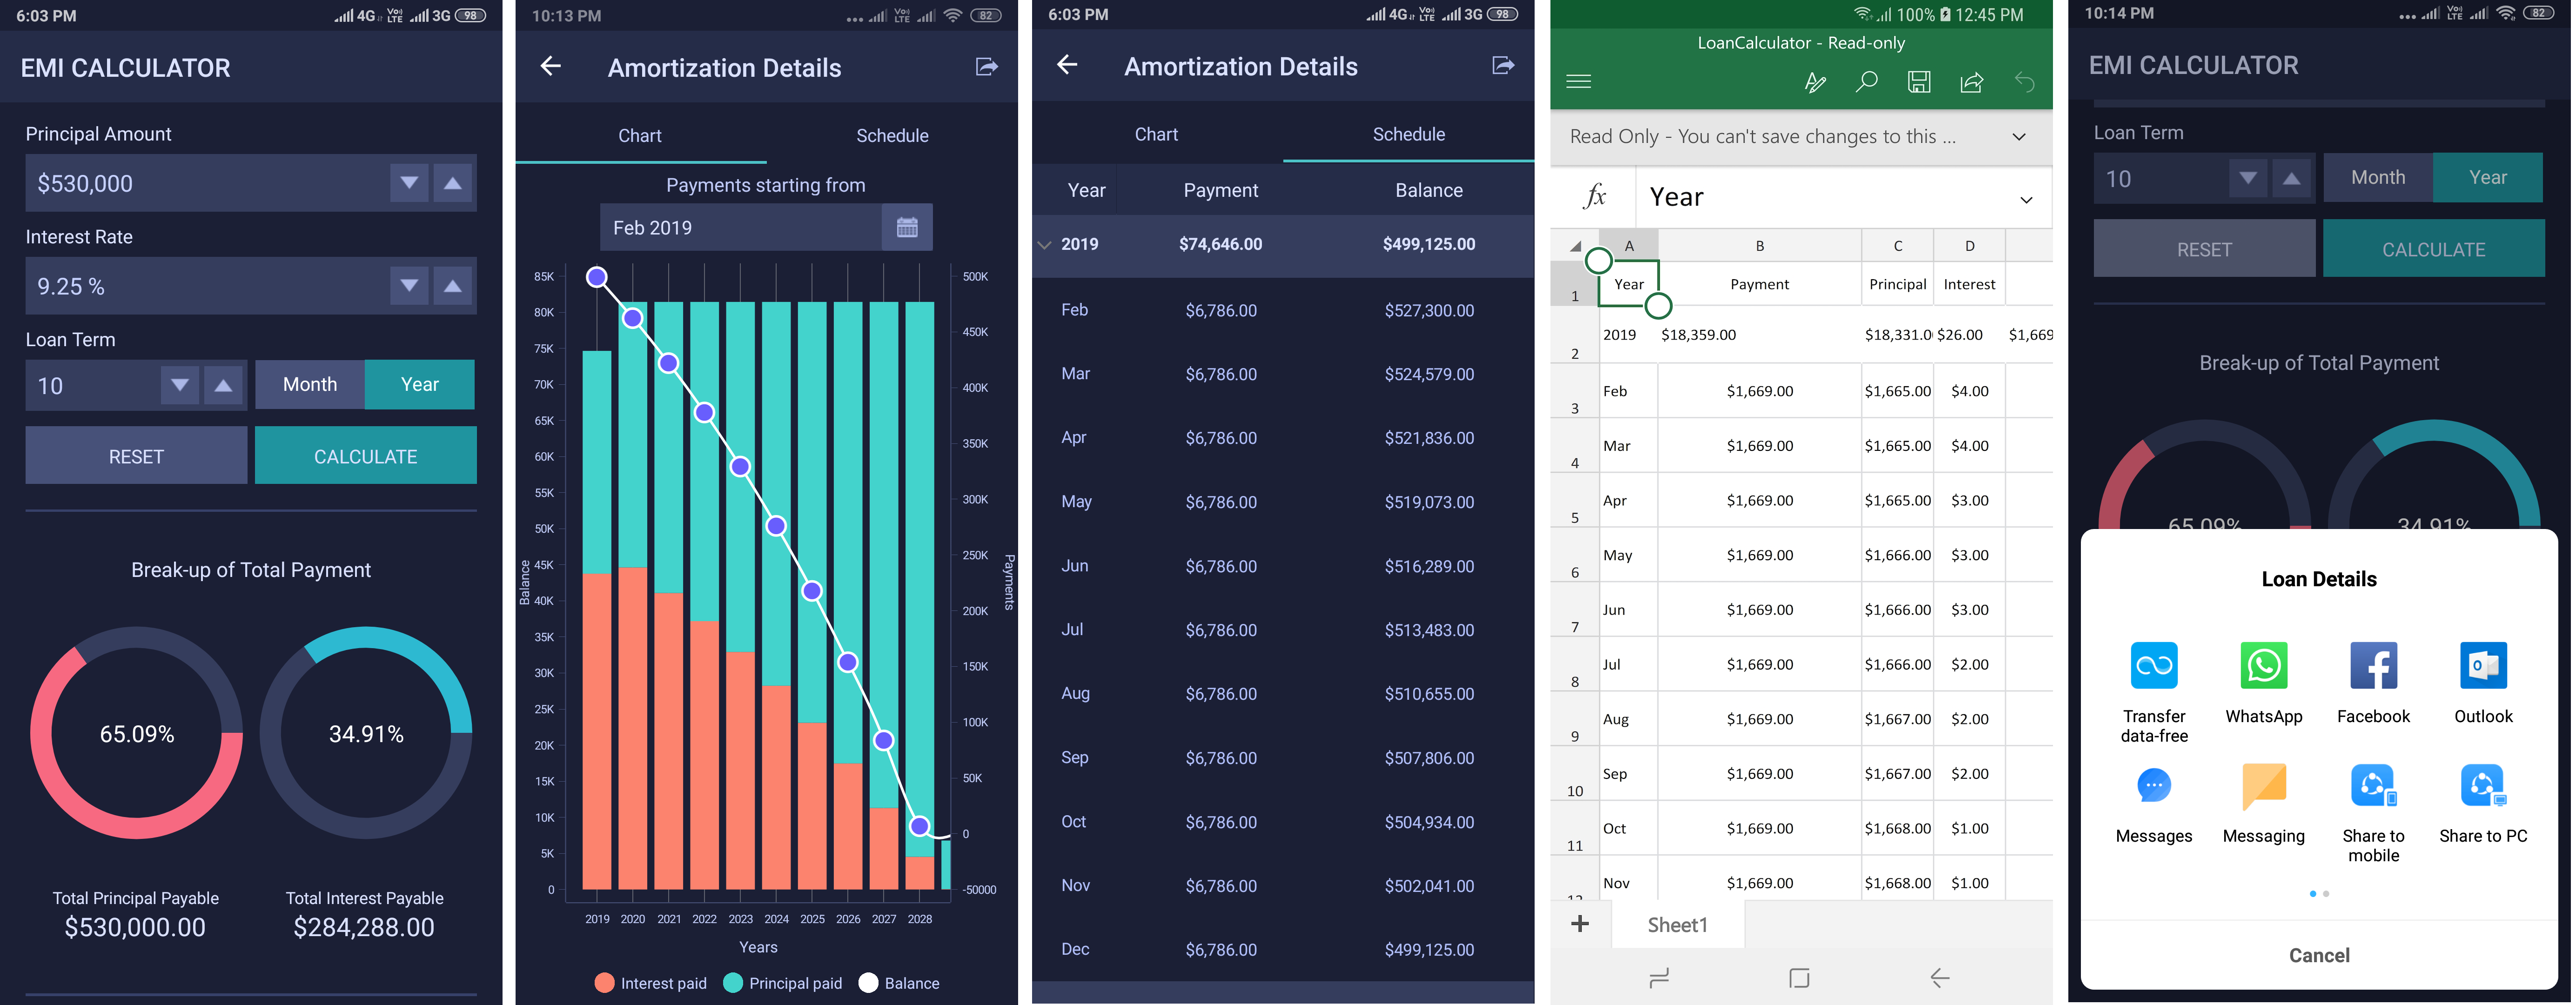 6:03 PM
4G
Vo)
LTE
3G
98
EMI CALCULATOR
Principal Amount
$530,000
Interest Rate
9.25 %
Loan Term
10
Month
Year
RESET
CALCULATE
Break-up of Total Payment
65.09%
34.91%
Total Principal Payable
Total Interest Payable
$530,000.00
$284,288.00
10:13 PM
Vo)
LTE
82
Amortization Details
Chart
Schedule
Payments starting from
Feb 2019
85K
80K
75K
70K
65K
60K
55K
50K
45K
40K
35K
30K
25K
20K
15K
10K
5K
0
Balance
500K
450K
400K
350K
300K
250K
200K
150K
100K
50K
0
-50000
Payments
2019 2020 2021 2022 2023 2024 2025 2026 2027 2028
Years
Interest paid
Principal paid
Balance
6:03 PM
4G
Vo)
LTE
3G
98
Amortization Details
Chart
Schedule
Year Payment Balance
2019 $74,646.00 $499,125.00
Feb $6,786.00 $527,300.00
Mar $6,786.00 $524,579.00
Apr $6,786.00 $521,836.00
May $6,786.00 $519,073.00
Jun $6,786.00 $516,289.00
Jul $6,786.00 $513,483.00
Aug $6,786.00 $510,655.00
Sep $6,786.00 $507,806.00
Oct $6,786.00 $504,934.00
Nov $6,786.00 $502,041.00
Dec $6,786.00 $499,125.00
100% 12:45 PM
LoanCalculator - Read-only
Read Only - You can't save changes to this ...
fx
Year
A B C D
1 Year Payment Principal Interest
2 2019 $18,359.00 $18,331.0 $26.00 $1,669
3 Feb $1,669.00 $1,665.00 $4.00
4 Mar $1,669.00 $1,665.00 $4.00
5 Apr $1,669.00 $1,665.00 $3.00
6 May $1,669.00 $1,666.00 $3.00
7 Jun $1,669.00 $1,666.00 $3.00
8 Jul $1,669.00 $1,666.00 $2.00
9 Aug $1,669.00 $1,667.00 $2.00
10 Sep $1,669.00 $1,667.00 $2.00
11 Oct $1,669.00 $1,668.00 $1.00
12 Nov $1,669.00 $1,668.00 $1.00
Sheet1
10:14 PM
Vo)
LTE
82
EMI CALCULATOR
Loan Term
10
Month
Year
RESET
CALCULATE
Break-up of Total Payment
65.09%
34.91%
Loan Details
Transfer
data-free
WhatsApp
Facebook
Outlook
Messages
Messaging
Share to
mobile
Share to PC
Cancel